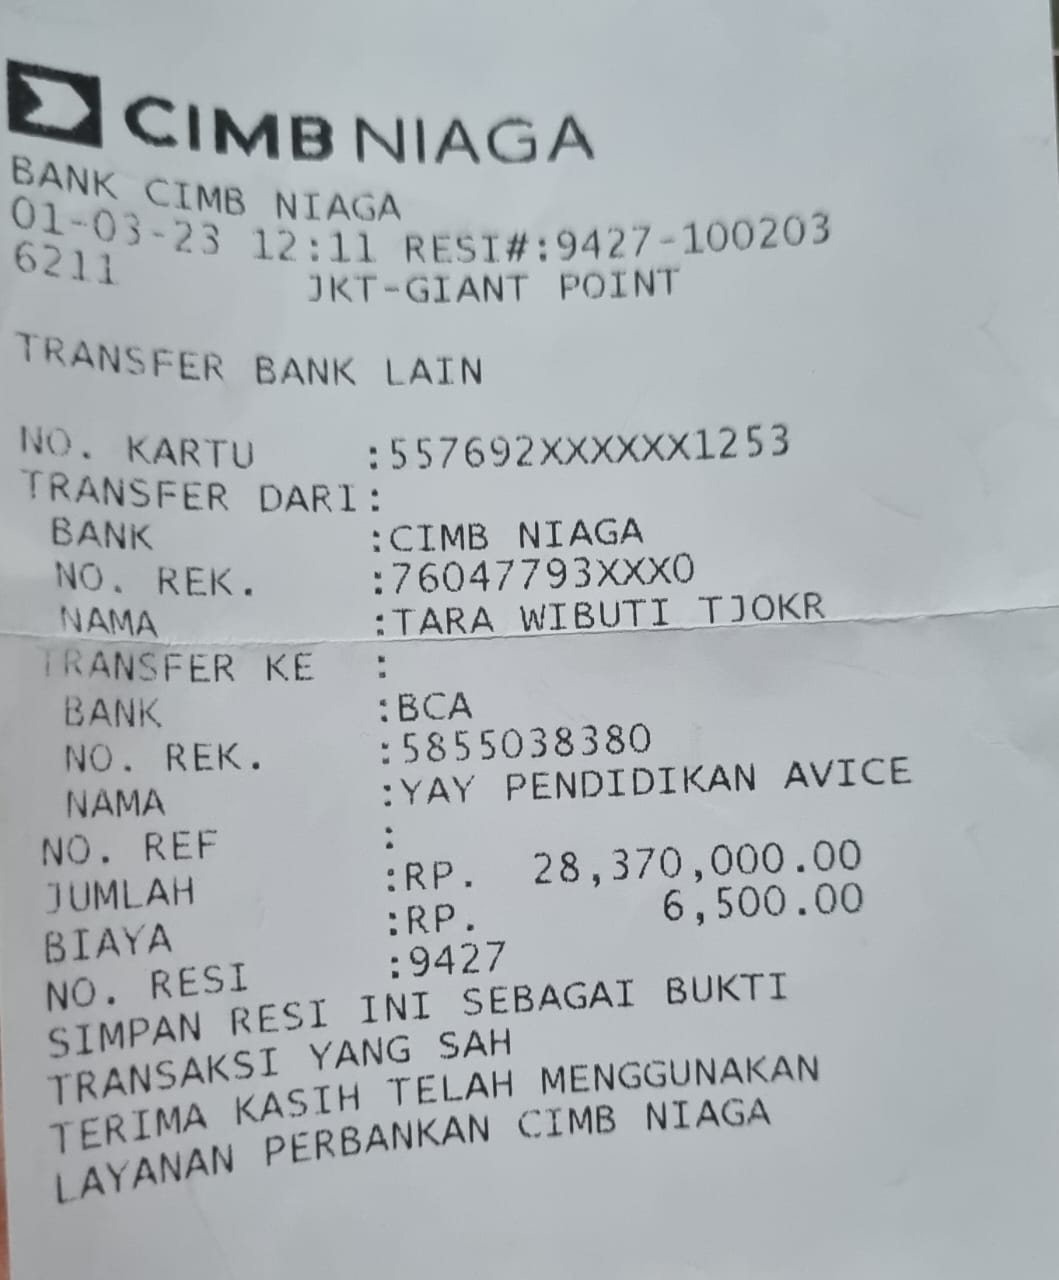 CIMB NIAGA
BANK CIMB NIAGA
01-03-23 12:11 RESI#:9427-100203
6211 JKT-GIANT POINT
TRANSFER BANK LAIN
NO. KARTU :557692XXXXXX1253
TRANSFER DARI:
BANK :CIMB NIAGA
NO. REK. :76047793XXX0
NAMA :TARA WIBUTI TJOKR
TRANSFER KE :
BANK :BCA
NO. REK. :5855038380
NAMA :YAY PENDIDIKAN AVICE
NO. REF :
JUMLAH :RP. 28,370,000.00
BIAYA :RP. 6,500.00
NO. RESI :9427
SIMPAN RESI INI SEBAGAI BUKTI
TRANSAKSI YANG SAH
TERIMA KASIH TELAH MENGGUNAKAN
LAYANAN PERBANKAN CIMB NIAGA